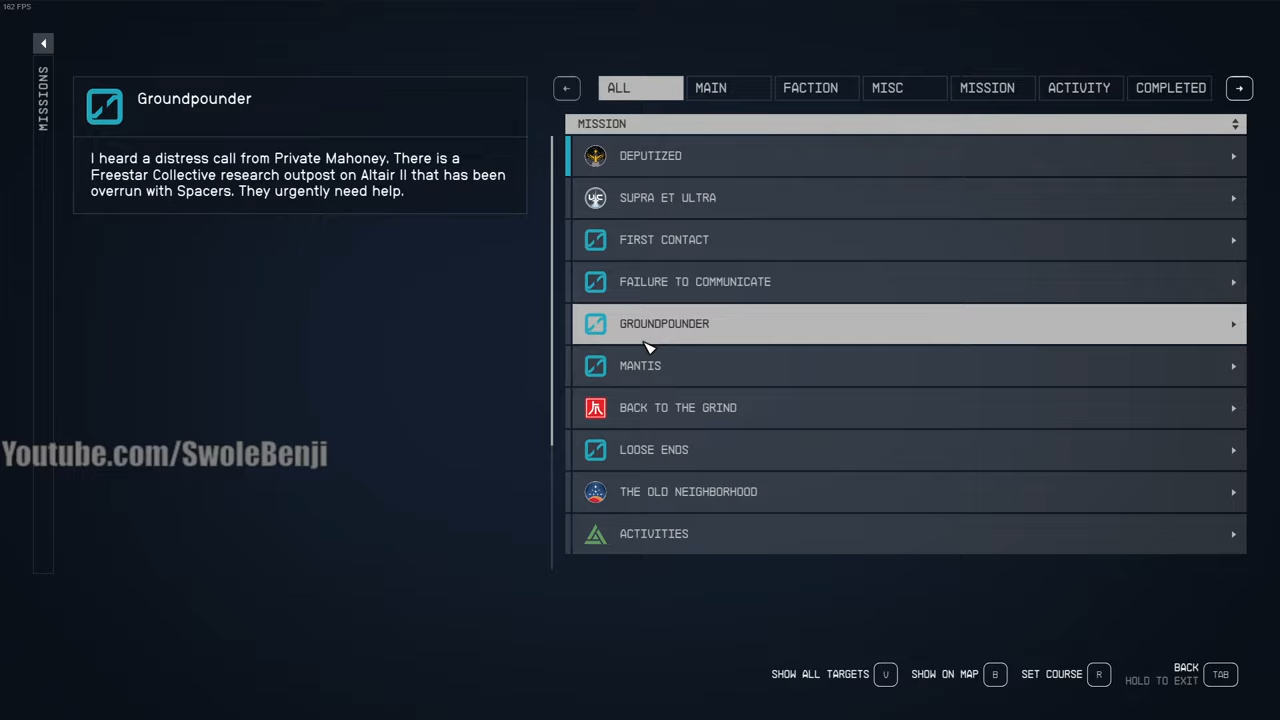 162 FPS
MISSIONS
Groundpounder
I heard a distress call from Private Mahoney. There is a
Freestar Collective research outpost on Altair II that has been
overrun with Spacers. They urgently need help.
ALL MAIN FACTION MISC MISSION ACTIVITY COMPLETED
MISSION
DEPUTIZED
UC SUPRA ET ULTRA
FIRST CONTACT
FAILURE TO COMMUNICATE
GROUNDPOUNDER
MANTIS
BACK TO THE GRIND
LOOSE ENDS
THE OLD NEIGHBORHOOD
ACTIVITIES
Youtube.com/SwoleBenji
SHOW ALL TARGETS V SHOW ON MAP B SET COURSE R BACK TAB
HOLD TO EXIT